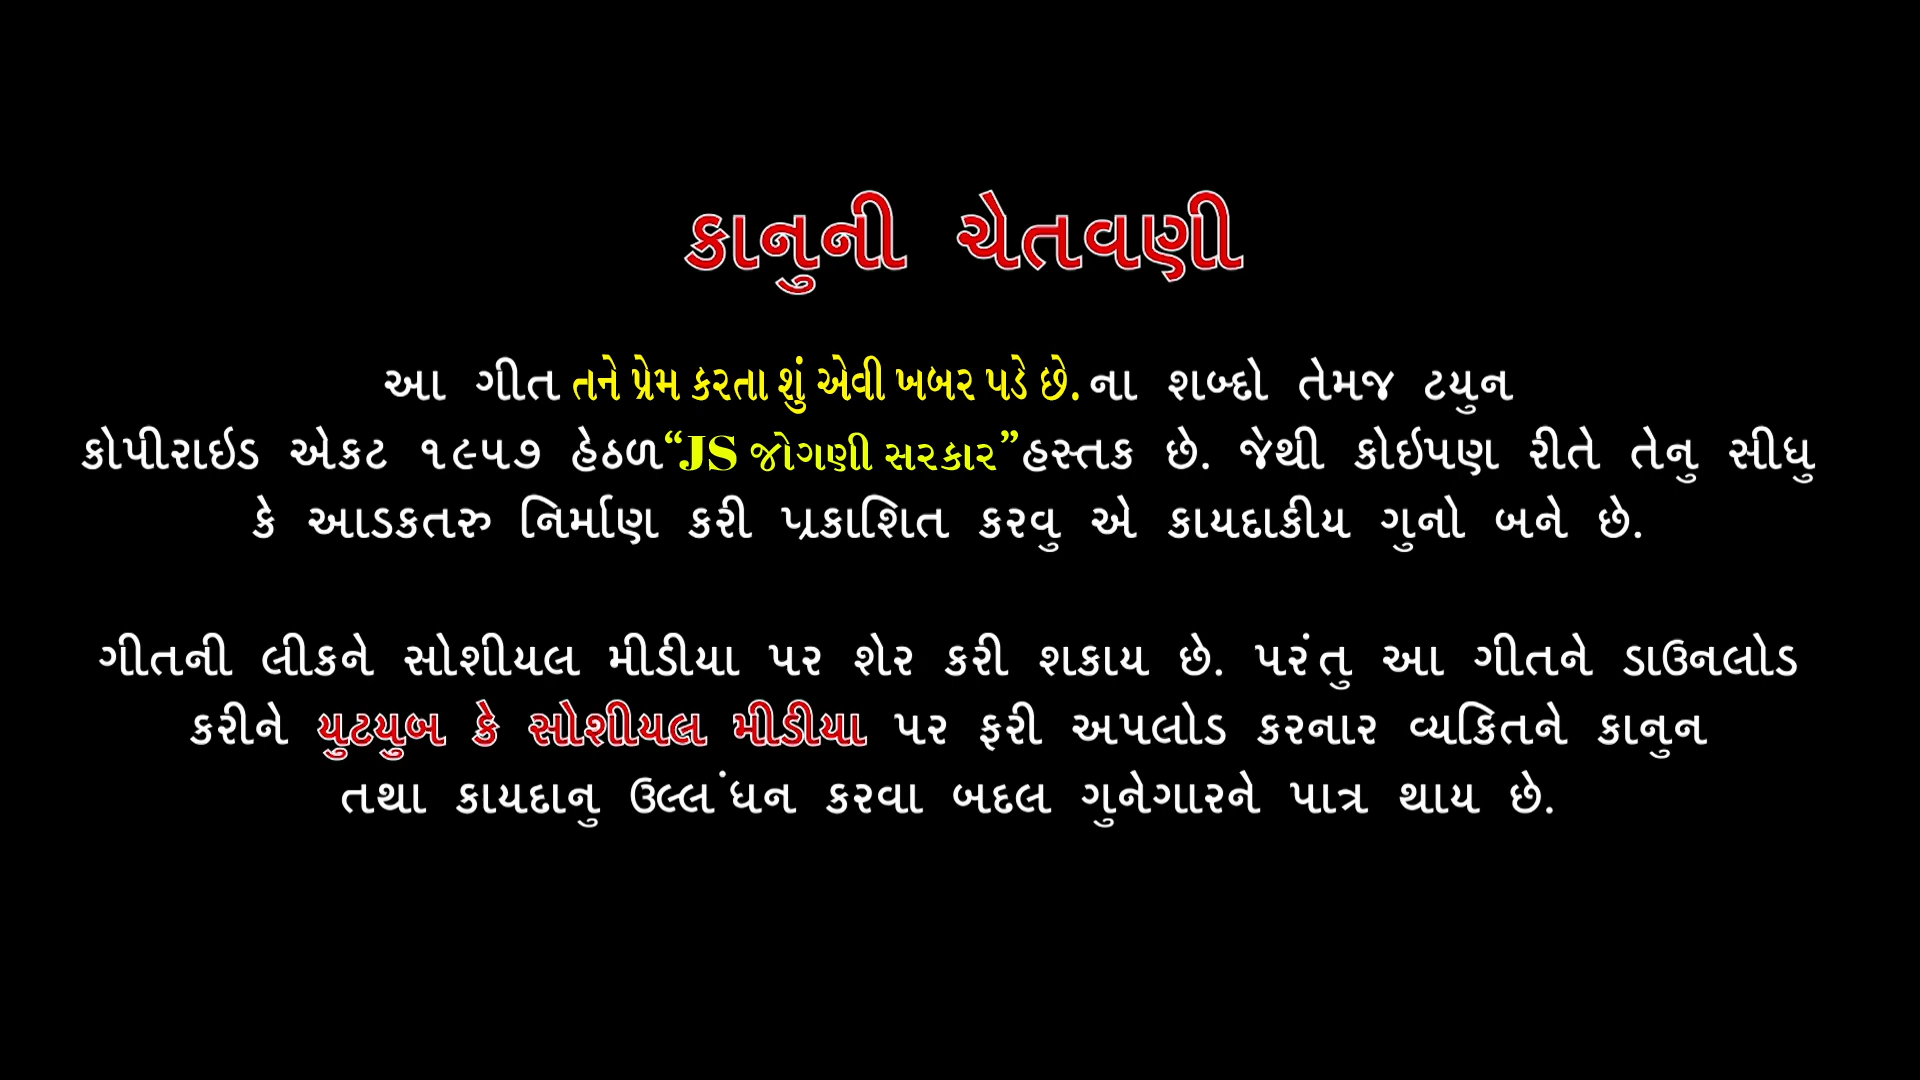 કાનુની ચેતવણી
આ ગીત તને પ્રેમ કરતા શું એવી ખબર પડે છે. ના શબ્દો તેમજ ટયુન
કોપીરાઇડ એકટ ૧૯૫૭ હેઠળ “JS જોગણી સરકાર” હસ્તક છે. જેથી કોઇપણ રીતે તેનુ સીધુ
કે આડકતરુ નિર્માણ કરી પ્રકાશિત કરવુ એ કાયદાકીય ગુનો બને છે.
ગીતની લીકને સોશીયલ મીડીયા પર શેર કરી શકાય છે. પરંતુ આ ગીતને ડાઉનલોડ
કરીને યુટયુબ કે સોશીયલ મીડીયા પર ફરી અપલોડ કરનાર વ્યકિતને કાનુન
તથા કાયદાનુ ઉલ્લંધન કરવા બદલ ગુનેગારને પાત્ર થાય છે.